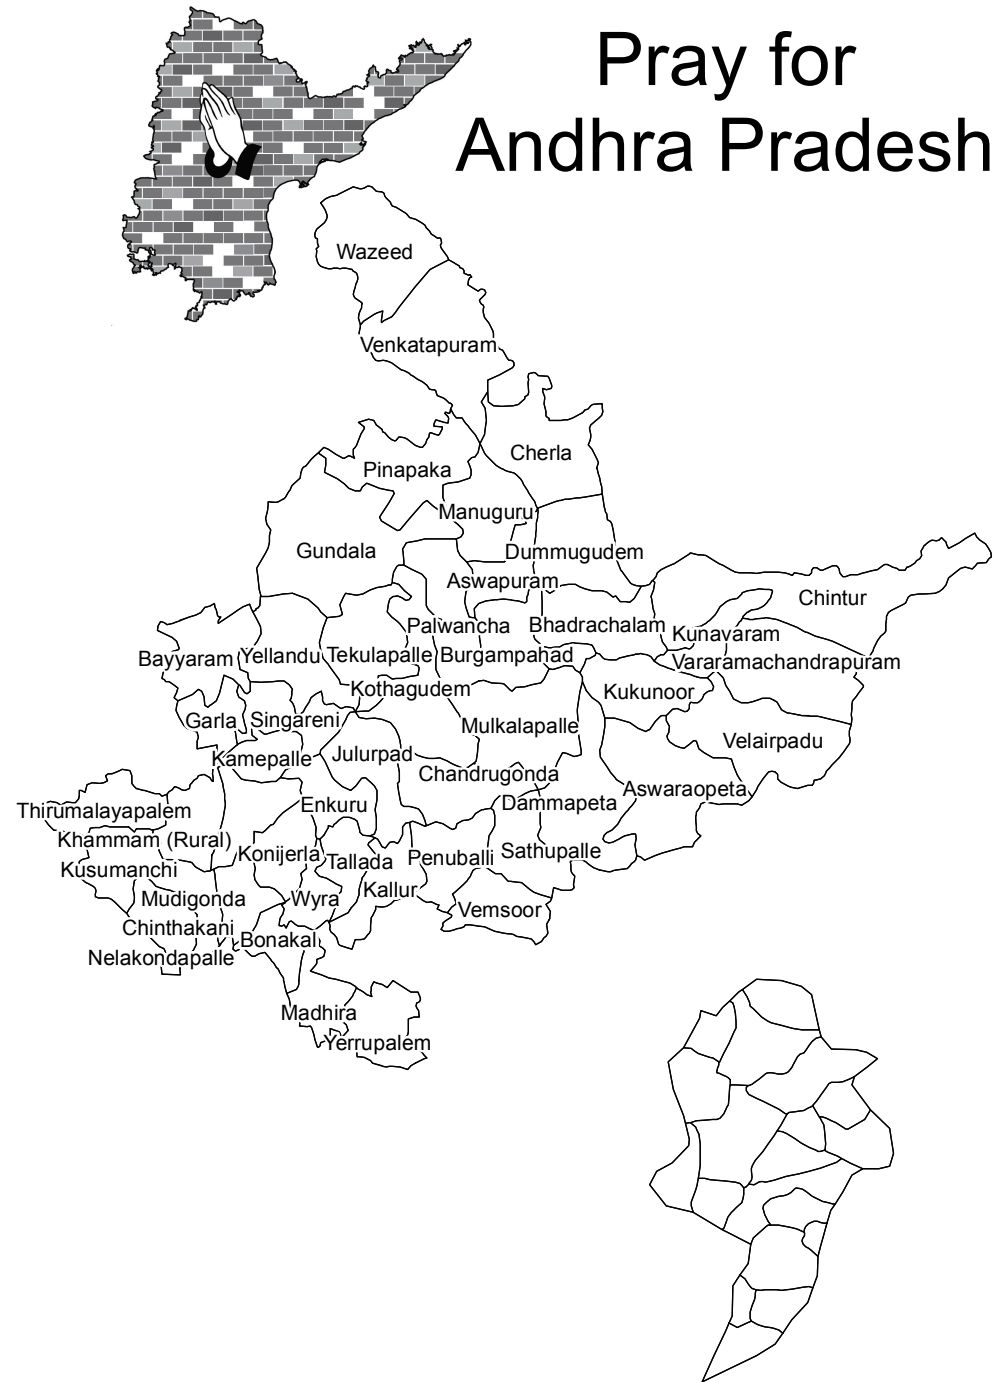 Pray for
Andhra Pradesh
Wazeed
Venkatapuram
Cherla
Pinapaka
Manuguru
Gundala
Dummugudem
Aswapuram
Chintur
Palwancha
Bhadrachalam
Kunavaram
Bayyaram
Yellandu
Tekulapalle
Burgampahad
Vararamachandrapuram
Kothagudem
Kukunoor
Garla
Singareni
Mulkalapalle
Velairpadu
Kamepalle
Julurpad
Chandrugonda
Aswaraopeta
Thirumalayapalem
Enkuru
Dammapeta
Khammam (Rural)
Konijerla
Tallada
Penuballi
Sathupalle
Kusumanchi
Kallur
Mudigonda
Wyra
Vemsoor
Chinthakani
Bonakal
Nelakondapalle
Madhira
Yerrupalem